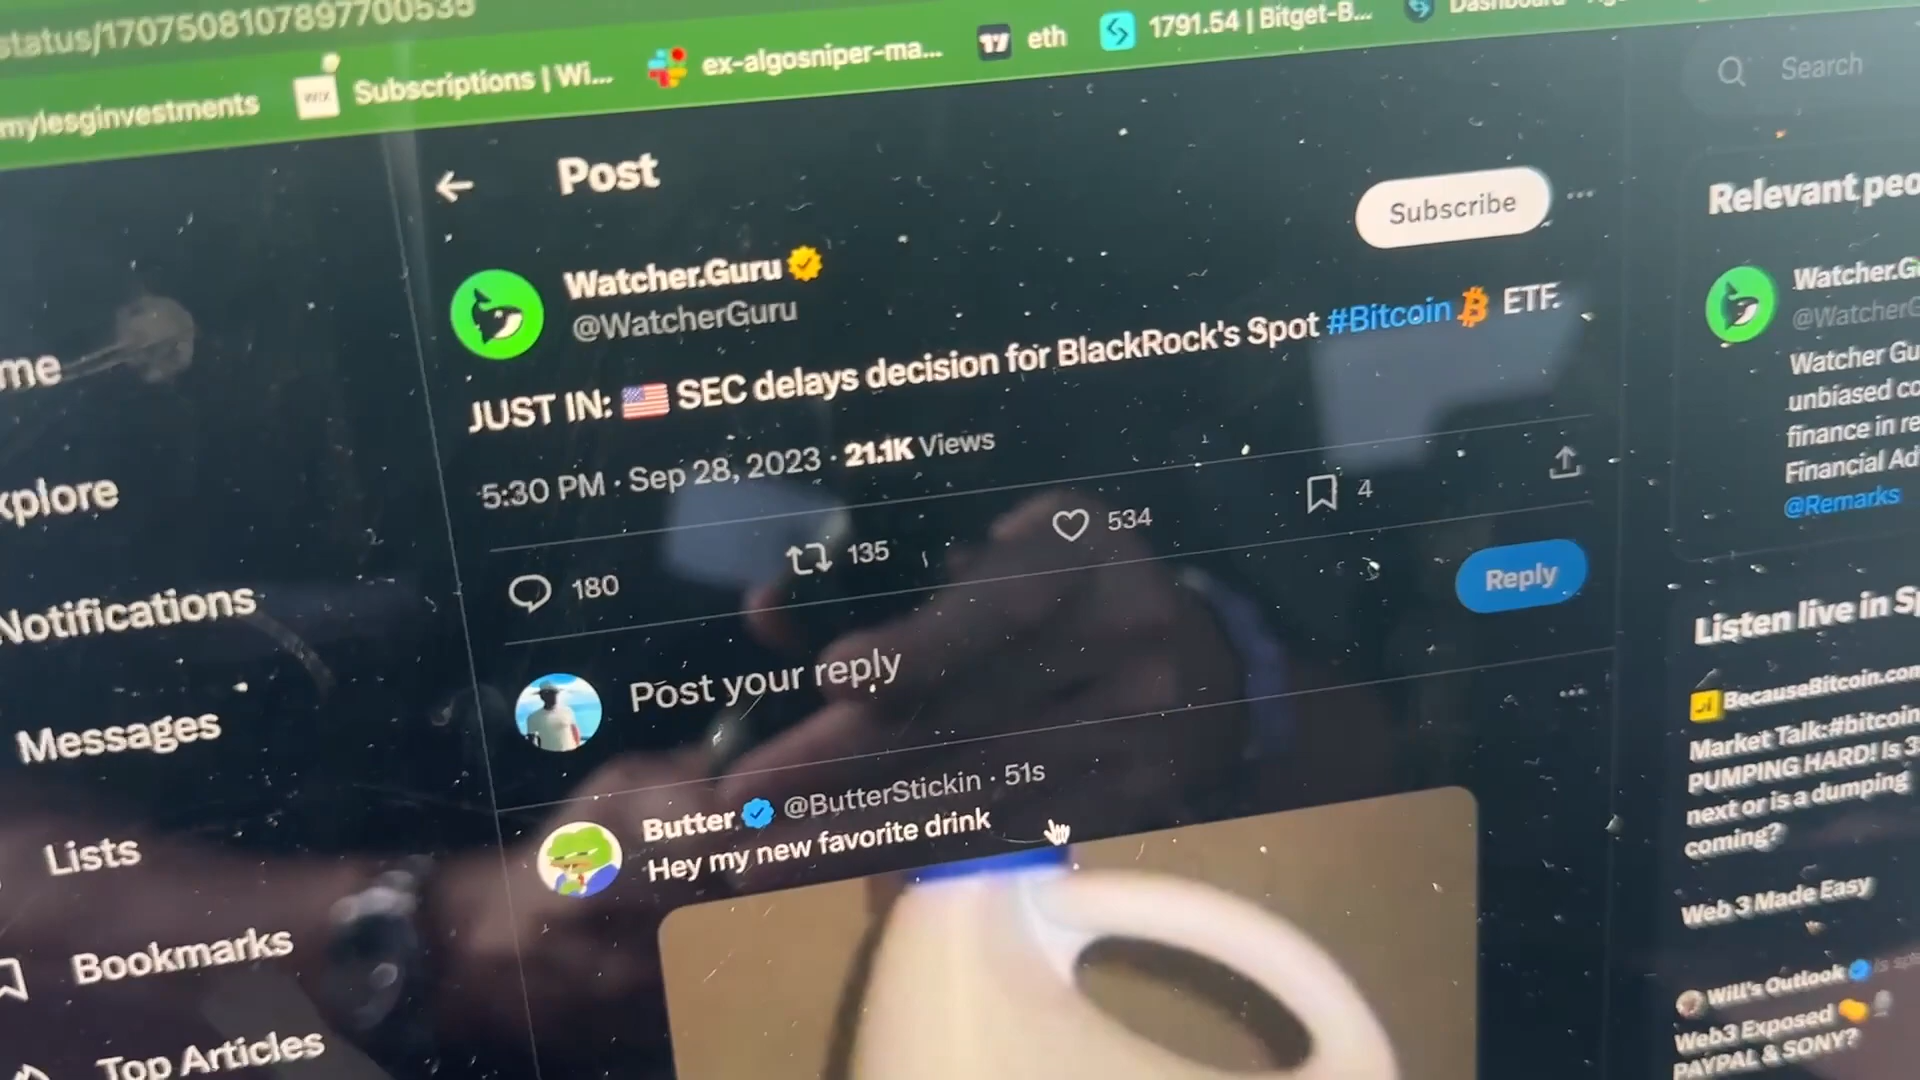 status/1707508107897700535
mylesginvestments
WiX
Subscriptions | Wi...
ex-algosniper-ma...
eth
1791.54 | Bitget-B...
Dashboard
Search
Post
Subscribe
Relevant peo
Watcher.Guru
@WatcherGuru
JUST IN: 🇺🇸 SEC delays decision for BlackRock's Spot #Bitcoin ETF.
5:30 PM · Sep 28, 2023 · 21.1K Views
180
135
534
4
Post your reply
Reply
Butter @ButterStickin · 51s
Hey my new favorite drink
me
xplore
Notifications
Messages
Lists
Bookmarks
Top Articles
Watcher.G
@WatcherG
Watcher Gu
unbiased co
finance in re
Financial Ad
@Remarks
Listen live in Sp
BecauseBitcoin.com
Market Talk:#bitcoin
PUMPING HARD! Is 3
next or is a dumping
coming?
Web 3 Made Easy
Will's Outlook is
Web3 Exposed
PAYPAL & SONY?